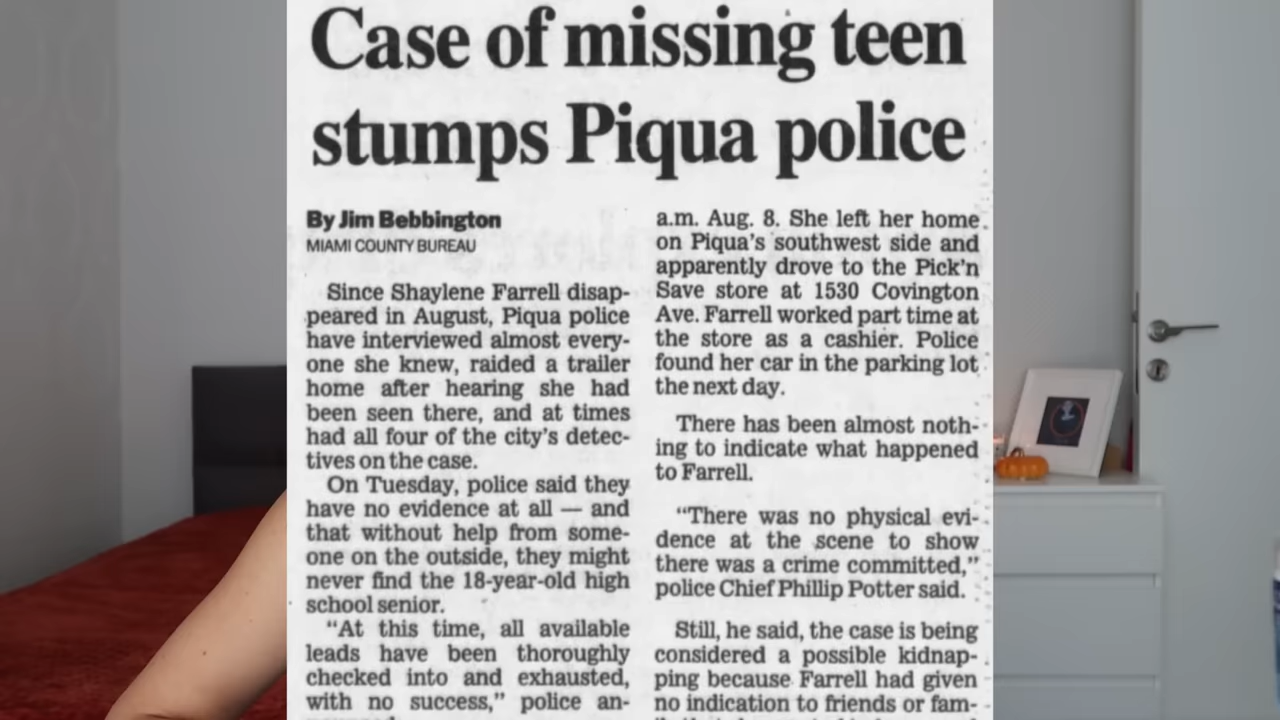 Case of missing teen
stumps Piqua police
By Jim Bebbington
MIAMI COUNTY BUREAU
Since Shaylene Farrell disap-
peared in August, Piqua police
have interviewed almost every-
one she knew, raided a trailer
home after hearing she had
been seen there, and at times
had all four of the city's detec-
tives on the case.
On Tuesday, police said they
have no evidence at all — and
that without help from some-
one on the outside, they might
never find the 18-year-old high
school senior.
“At this time, all available
leads have been thoroughly
checked into and exhausted,
with no success,” police an-
a.m. Aug. 8. She left her home
on Piqua's southwest side and
apparently drove to the Pick'n
Save store at 1530 Covington
Ave. Farrell worked part time at
the store as a cashier. Police
found her car in the parking lot
the next day.
There has been almost noth-
ing to indicate what happened
to Farrell.
“There was no physical evi-
dence at the scene to show
there was a crime committed,”
police Chief Phillip Potter said.
Still, he said, the case is being
considered a possible kidnap-
ping because Farrell had given
no indication to friends or fam-